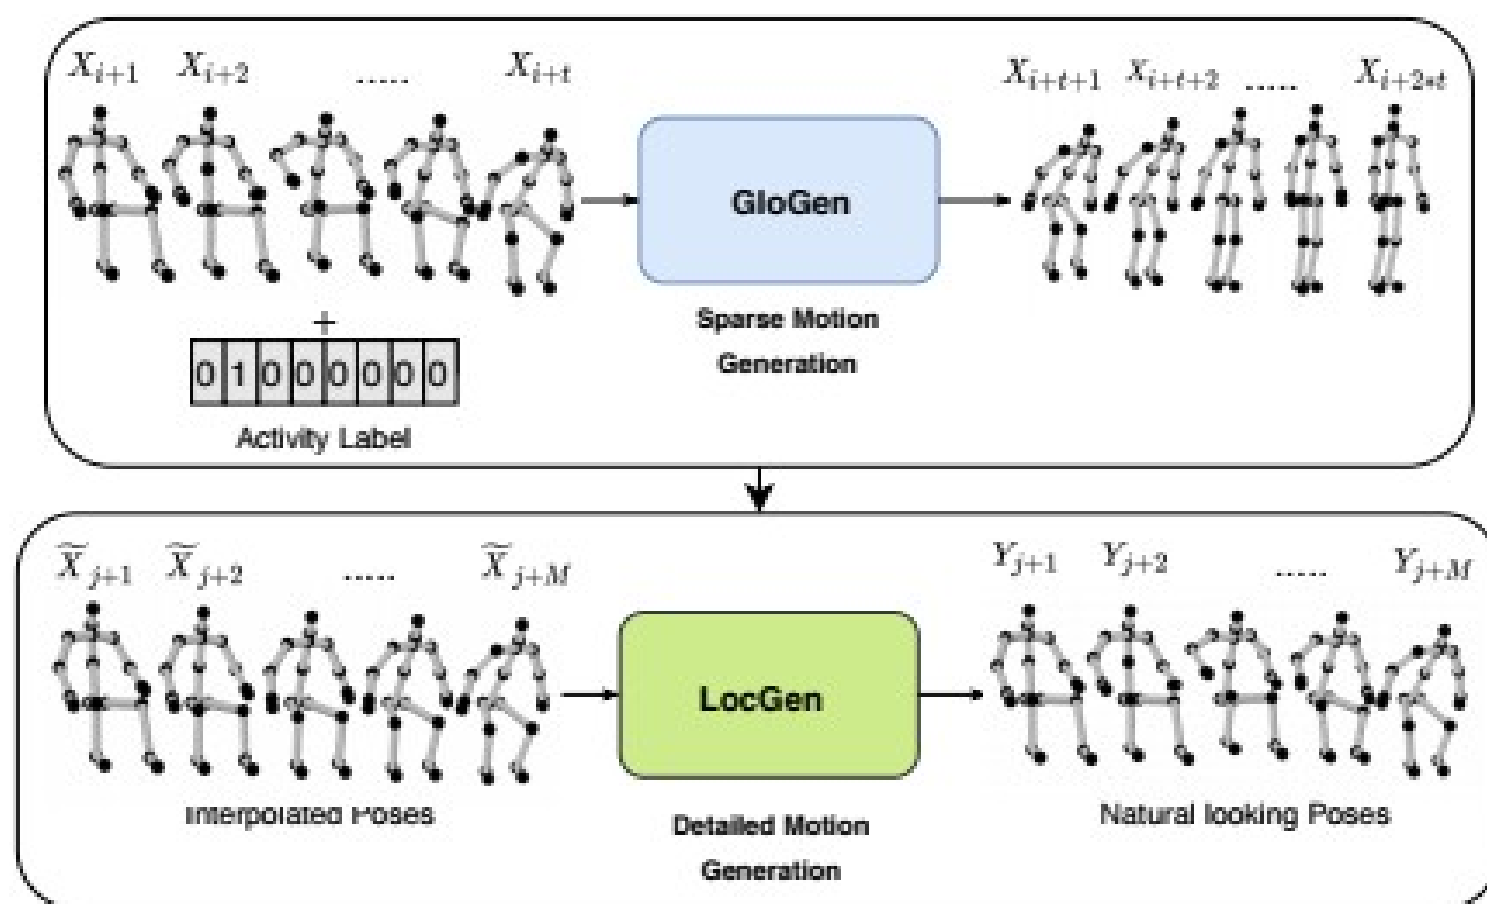 X_{i+1} X_{i+2} ..... X_{i+t} X_{i+t+1} X_{i+t+2} ..... X_{i+2*t}
GloGen
Sparse Motion
Generation
+
0 1 0 0 0 0 0 0
Activity Label
X̃_{j+1} X̃_{j+2} ..... X̃_{j+M} Y_{j+1} Y_{j+2} ..... Y_{j+M}
LocGen
Interpolated Poses
Natural looking Poses
Detailed Motion
Generation